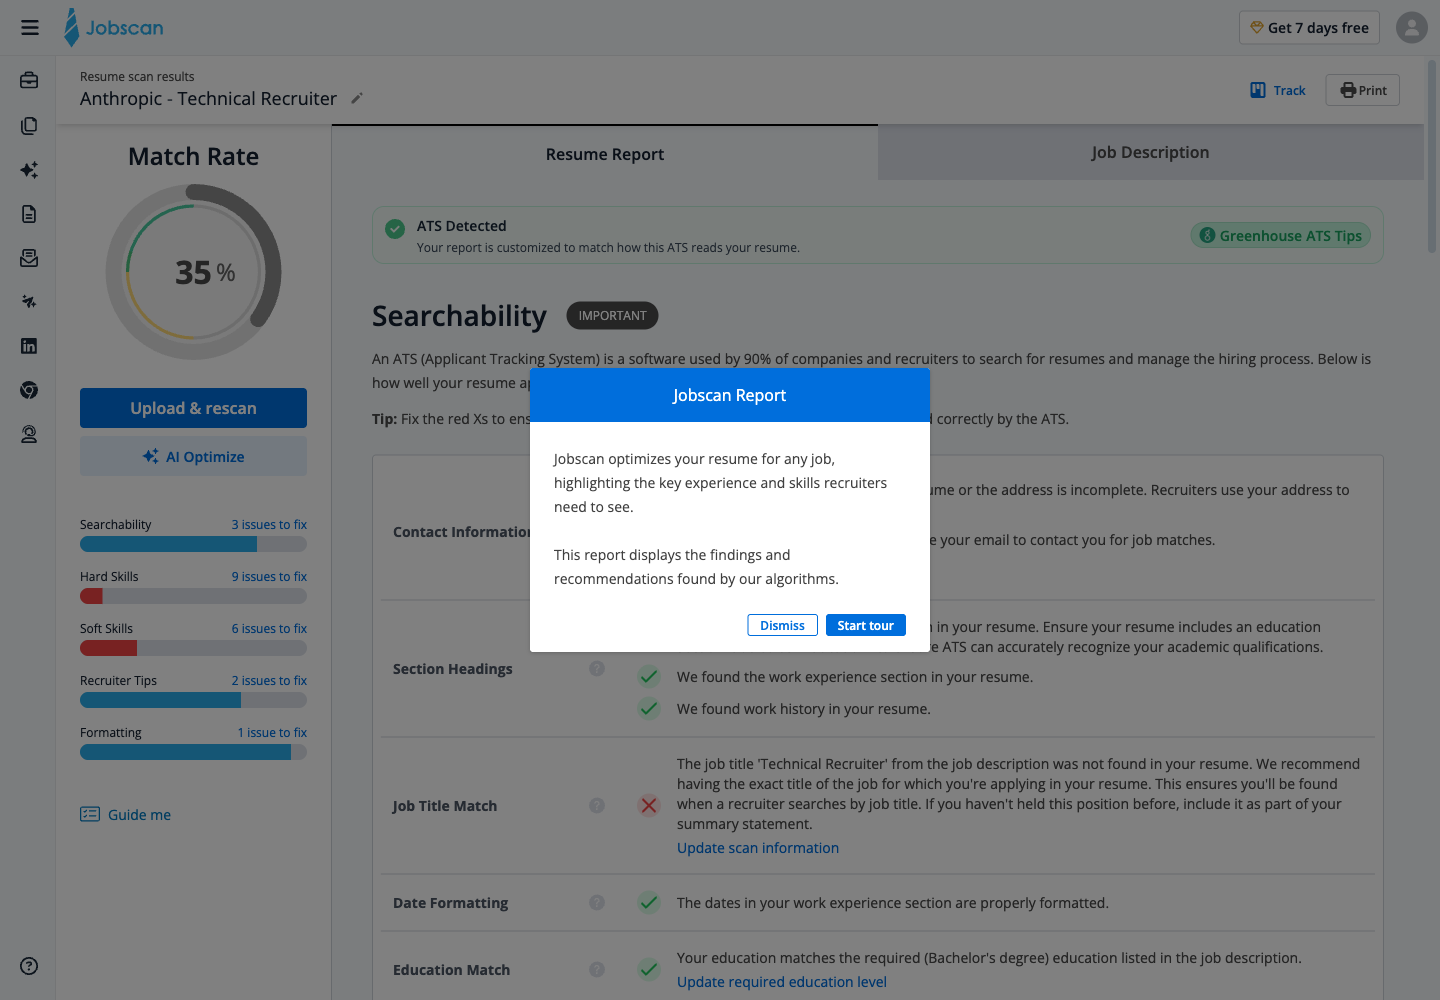 Jobscan
Get 7 days free
Resume scan results
Anthropic - Technical Recruiter
Track
Print
Match Rate
35 %
Upload & rescan
AI Optimize
Searchability
3 issues to fix
Hard Skills
9 issues to fix
Soft Skills
6 issues to fix
Recruiter Tips
2 issues to fix
Formatting
1 issue to fix
Guide me
Resume Report
Job Description
ATS Detected
Your report is customized to match how this ATS reads your resume.
Greenhouse ATS Tips
Searchability
IMPORTANT
An ATS (Applicant Tracking System) is a software used by 90% of companies and recruiters to search for resumes and manage the hiring process. Below is
how well your resume
Tip: Fix the red Xs to
correctly by the ATS.
Jobscan Report
Jobscan optimizes your resume for any job,
highlighting the key experience and skills recruiters
need to see.
This report displays the findings and
recommendations found by our algorithms.
Dismiss
Start tour
Contact Information
or the address is incomplete. Recruiters use your address to
your email to contact you for job matches.
Section Headings
in your resume. Ensure your resume includes an education
ATS can accurately recognize your academic qualifications.
We found the work experience section in your resume.
We found work history in your resume.
Job Title Match
The job title 'Technical Recruiter' from the job description was not found in your resume. We recommend
having the exact title of the job for which you're applying in your resume. This ensures you'll be found
when a recruiter searches by job title. If you haven't held this position before, include it as part of your
summary statement.
Update scan information
Date Formatting
The dates in your work experience section are properly formatted.
Education Match
Your education matches the required (Bachelor's degree) education listed in the job description.
Update required education level